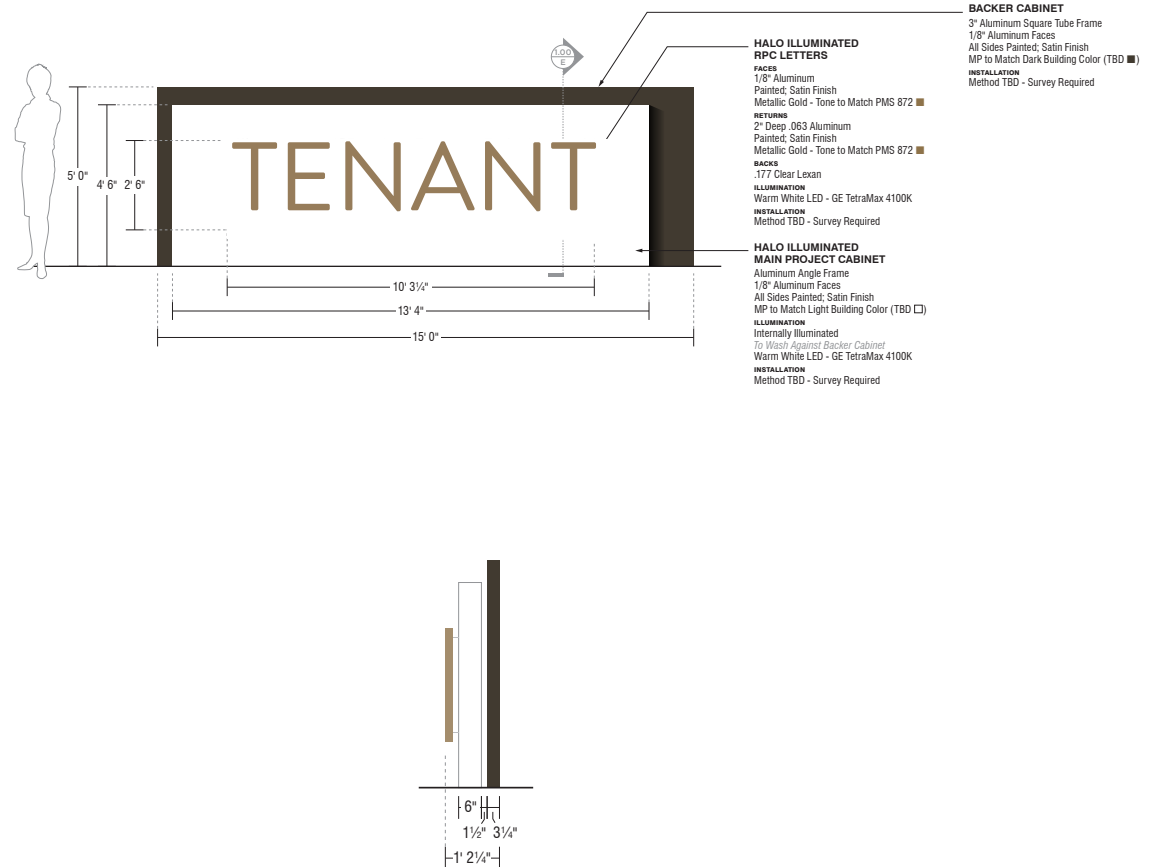 BACKER CABINET
3" Aluminum Square Tube Frame
1/8" Aluminum Faces
All Sides Painted; Satin Finish
MP to Match Dark Building Color (TBD ■)
INSTALLATION
Method TBD - Survey Required
HALO ILLUMINATED
RPC LETTERS
FACES
1/8" Aluminum
Painted; Satin Finish
Metallic Gold - Tone to Match PMS 872 ■
RETURNS
2" Deep .063 Aluminum
Painted; Satin Finish
Metallic Gold - Tone to Match PMS 872 ■
BACKS
.177 Clear Lexan
ILLUMINATION
Warm White LED - GE TetraMax 4100K
INSTALLATION
Method TBD - Survey Required
HALO ILLUMINATED
MAIN PROJECT CABINET
Aluminum Angle Frame
1/8" Aluminum Faces
All Sides Painted; Satin Finish
MP to Match Light Building Color (TBD □)
ILLUMINATION
Internally Illuminated
To Wash Against Backer Cabinet
Warm White LED - GE TetraMax 4100K
INSTALLATION
Method TBD - Survey Required
1.00
E
TENANT
5' 0"
4' 6"
2' 6"
10' 3¼"
13' 4"
15' 0"
6"
1½"
3¼"
1' 2¼"